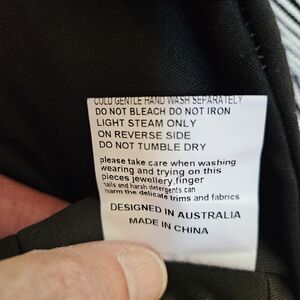 COLD GENTLE HAND WASH SEPARATELY
DO NOT BLEACH DO NOT IRON
LIGHT STEAM ONLY
ON REVERSE SIDE
DO NOT TUMBLE DRY
please take care when washing
wearing and trying on this
pieces jewellery,finger
nails and harsh detergents can
harm the delicate trims and fabrics
DESIGNED IN AUSTRALIA
MADE IN CHINA